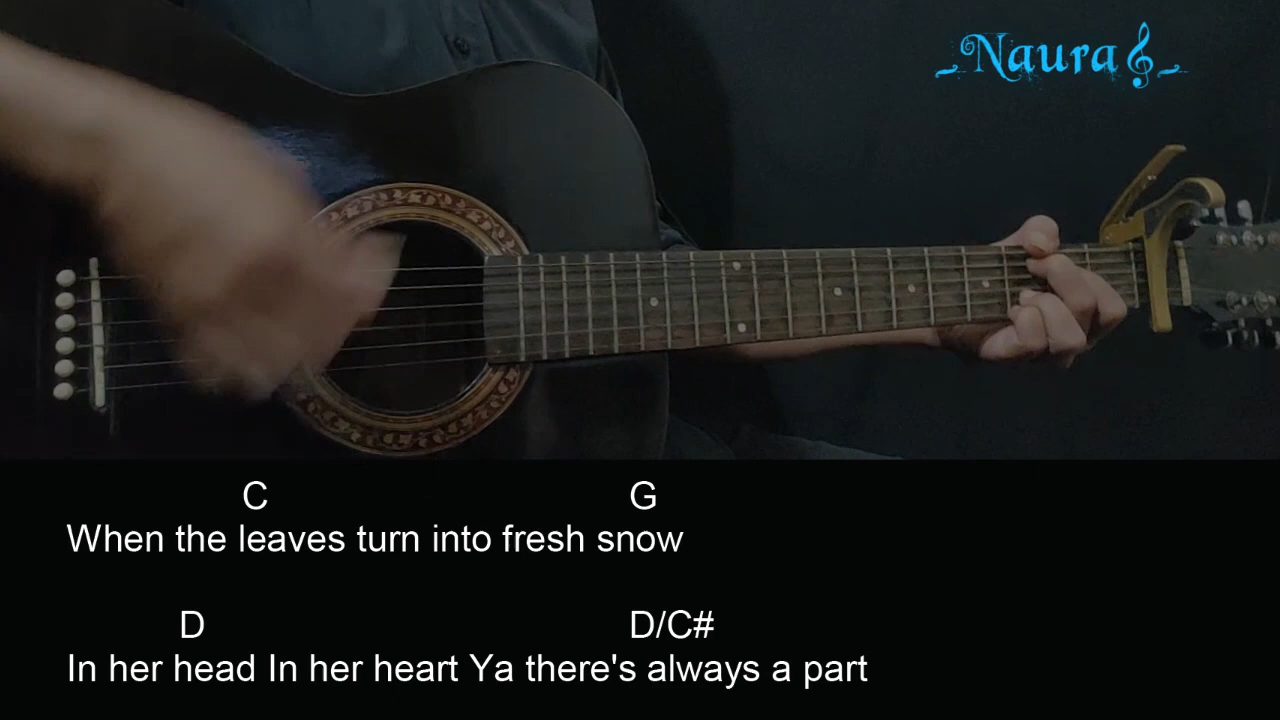 Naura
C G
When the leaves turn into fresh snow
D D/C#
In her head In her heart Ya there's always a part